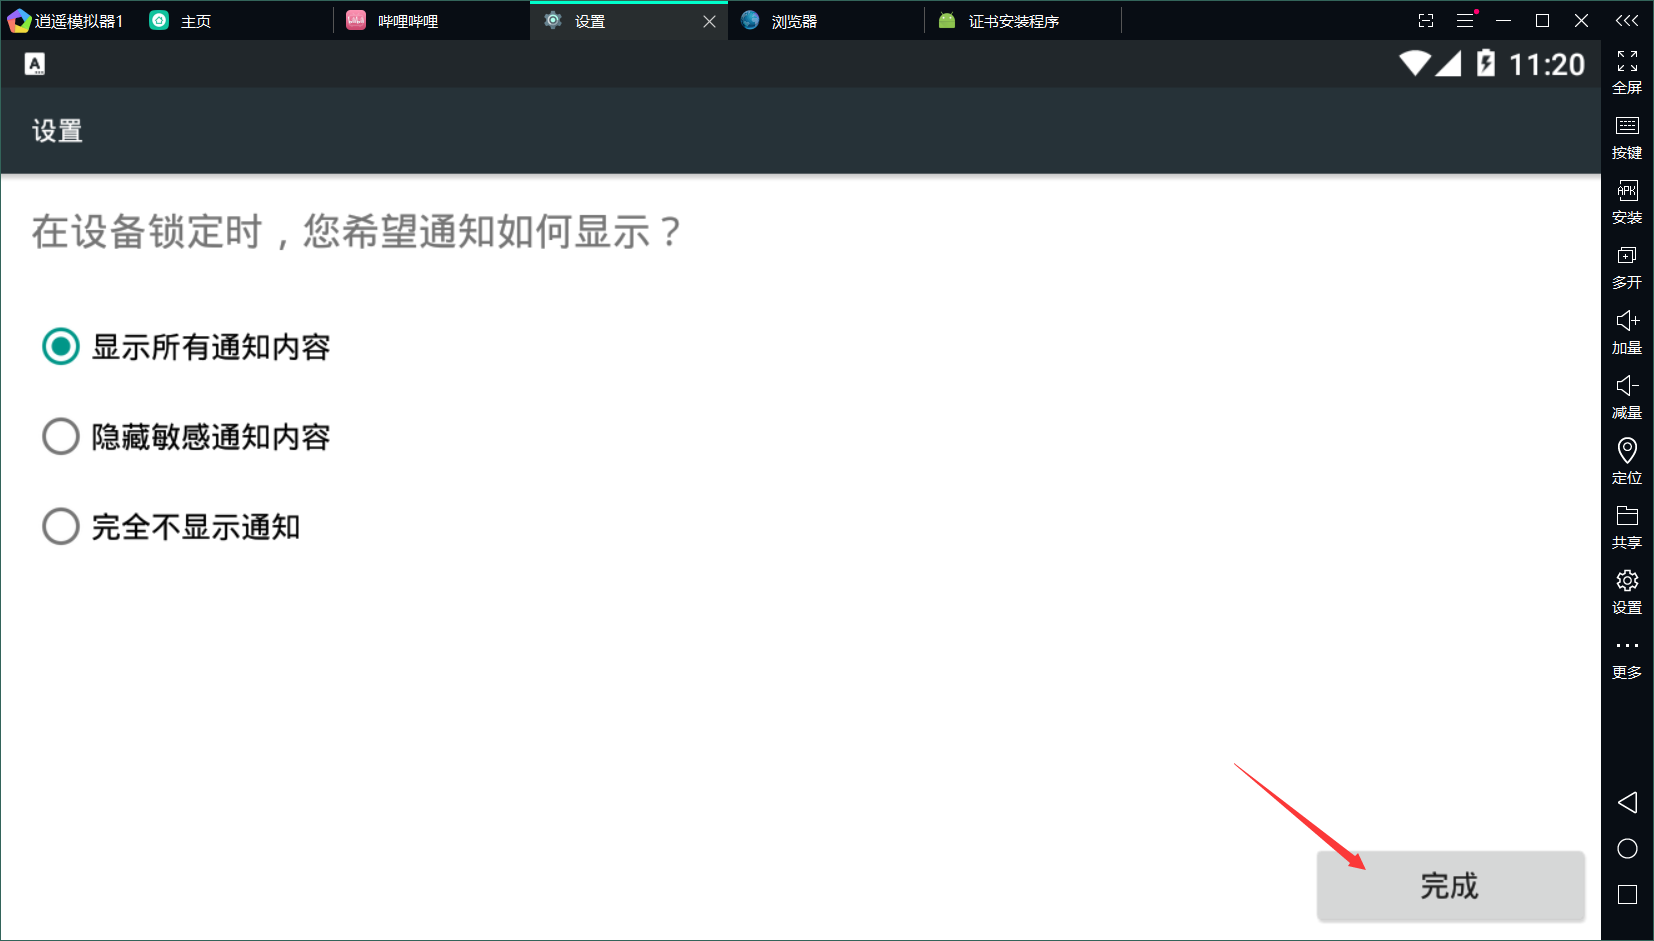 逍遥模拟器1
主页
哔哩哔哩
设置
浏览器
证书安装程序
A
11:20
设置
在设备锁定时，您希望通知如何显示？
显示所有通知内容
隐藏敏感通知内容
完全不显示通知
完成
全屏
按键
APK
安装
多开
加量
减量
定位
共享
设置
更多